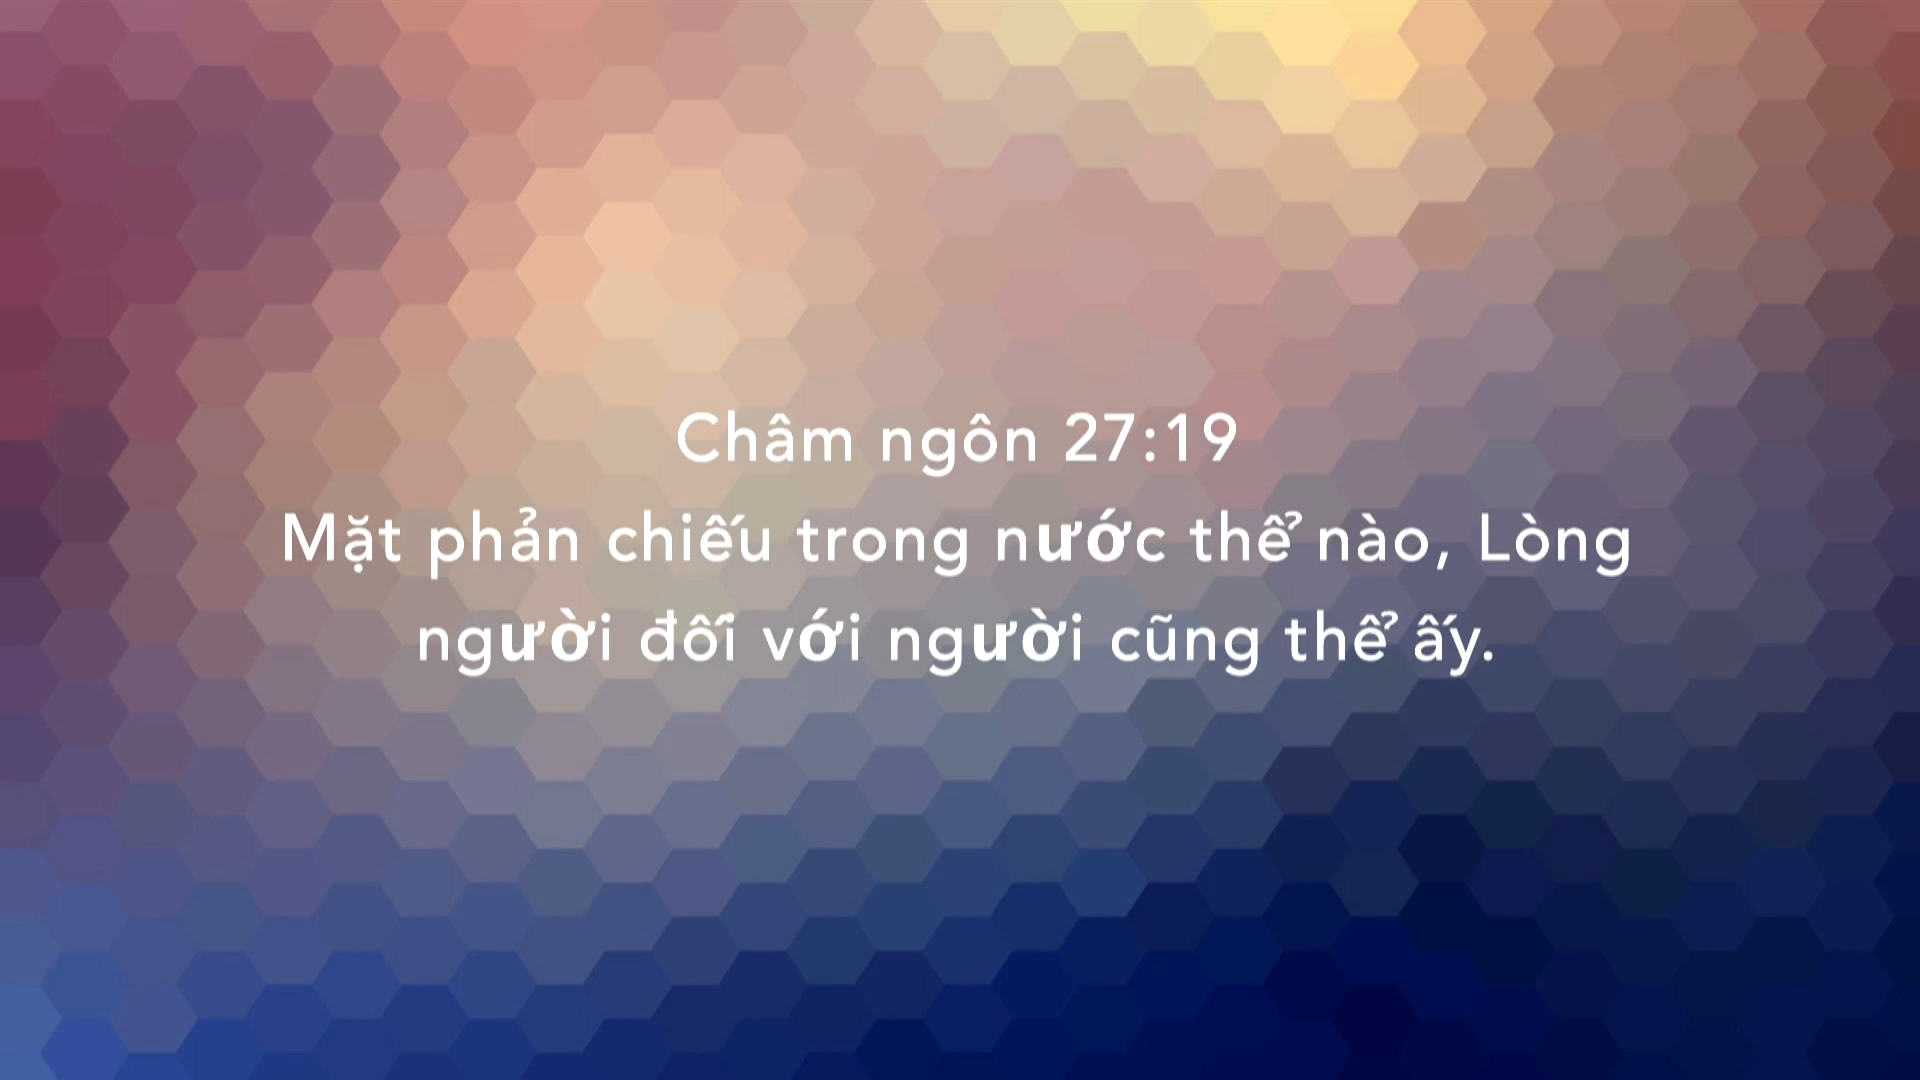 Châm ngôn 27:19
Mặt phản chiếu trong nước thể nào, Lòng
người đối với người cũng thể ấy.